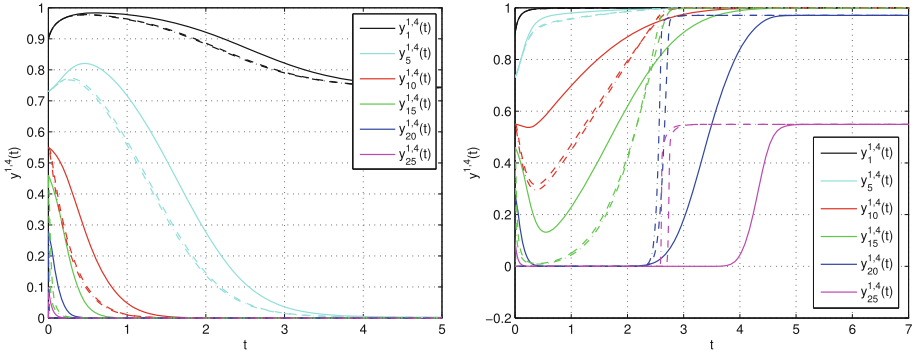 1
0.9
0.8
0.7
0.6
0.5
0.4
0.3
0.2
0.1
0
0 1 2 3 4 5
t
y^{1,4}(t)
y_1^{1,4}(t)
y_5^{1,4}(t)
y_{10}^{1,4}(t)
y_{15}^{1,4}(t)
y_{20}^{1,4}(t)
y_{25}^{1,4}(t)
1
0.8
0.6
0.4
0.2
0
-0.2
0 1 2 3 4 5 6 7
t
y^{1,4}(t)
y_1^{1,4}(t)
y_5^{1,4}(t)
y_{10}^{1,4}(t)
y_{15}^{1,4}(t)
y_{20}^{1,4}(t)
y_{25}^{1,4}(t)